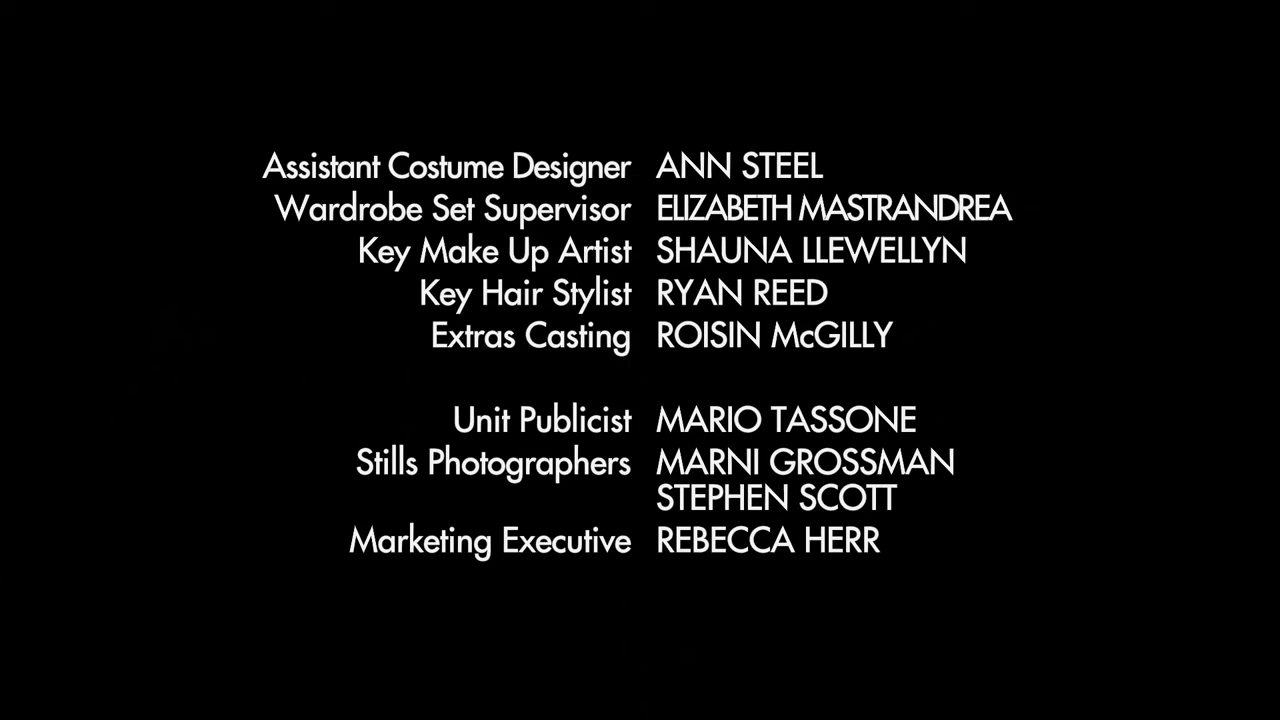 Assistant Costume Designer ANN STEEL
Wardrobe Set Supervisor ELIZABETH MASTRANDREA
Key Make Up Artist SHAUNA LLEWELLYN
Key Hair Stylist RYAN REED
Extras Casting ROISIN McGILLY
Unit Publicist MARIO TASSONE
Stills Photographers MARNI GROSSMAN
STEPHEN SCOTT
Marketing Executive REBECCA HERR